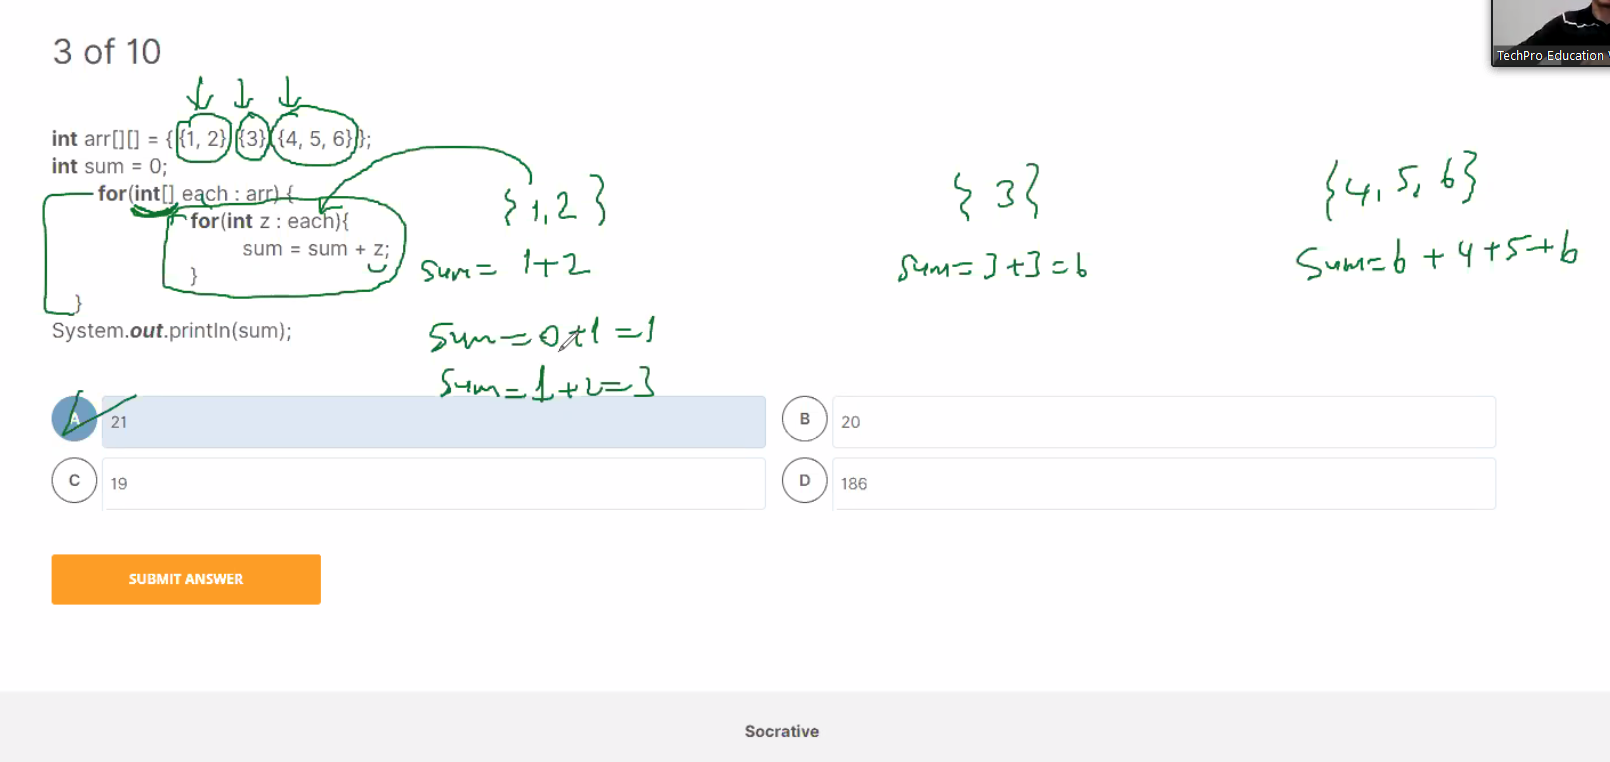 3 of 10
TechPro Education
int arr[][] = { {1, 2} {3} {4, 5, 6} };
int sum = 0;
for(int[] each : arr) {
for(int z : each){
sum = sum + z;
}
}
System.out.println(sum);
{1,2}
sum = 1+2
sum = 0+1 = 1
sum = 1+2 = 3
{3}
sum = 3+3 = 6
{4, 5, 6}
sum = 6 + 4+5+6
A 21
B 20
C 19
D 186
SUBMIT ANSWER
Socrative